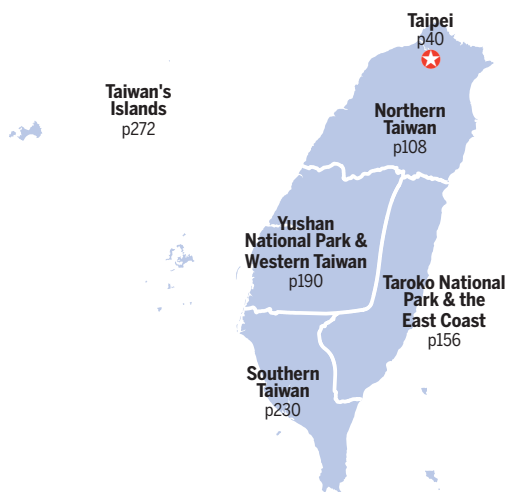 Taipei
p40
Taiwan's
Islands
p272
Northern
Taiwan
p108
Yushan
National Park &
Western Taiwan
p190
Taroko National
Park & the
East Coast
p156
Southern
Taiwan
p230